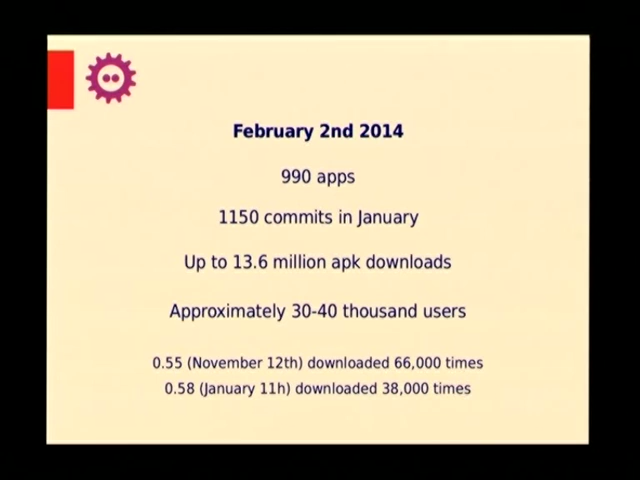 February 2nd 2014
990 apps
1150 commits in January
Up to 13.6 million apk downloads
Approximately 30-40 thousand users
0.55 (November 12th) downloaded 66,000 times
0.58 (January 11h) downloaded 38,000 times